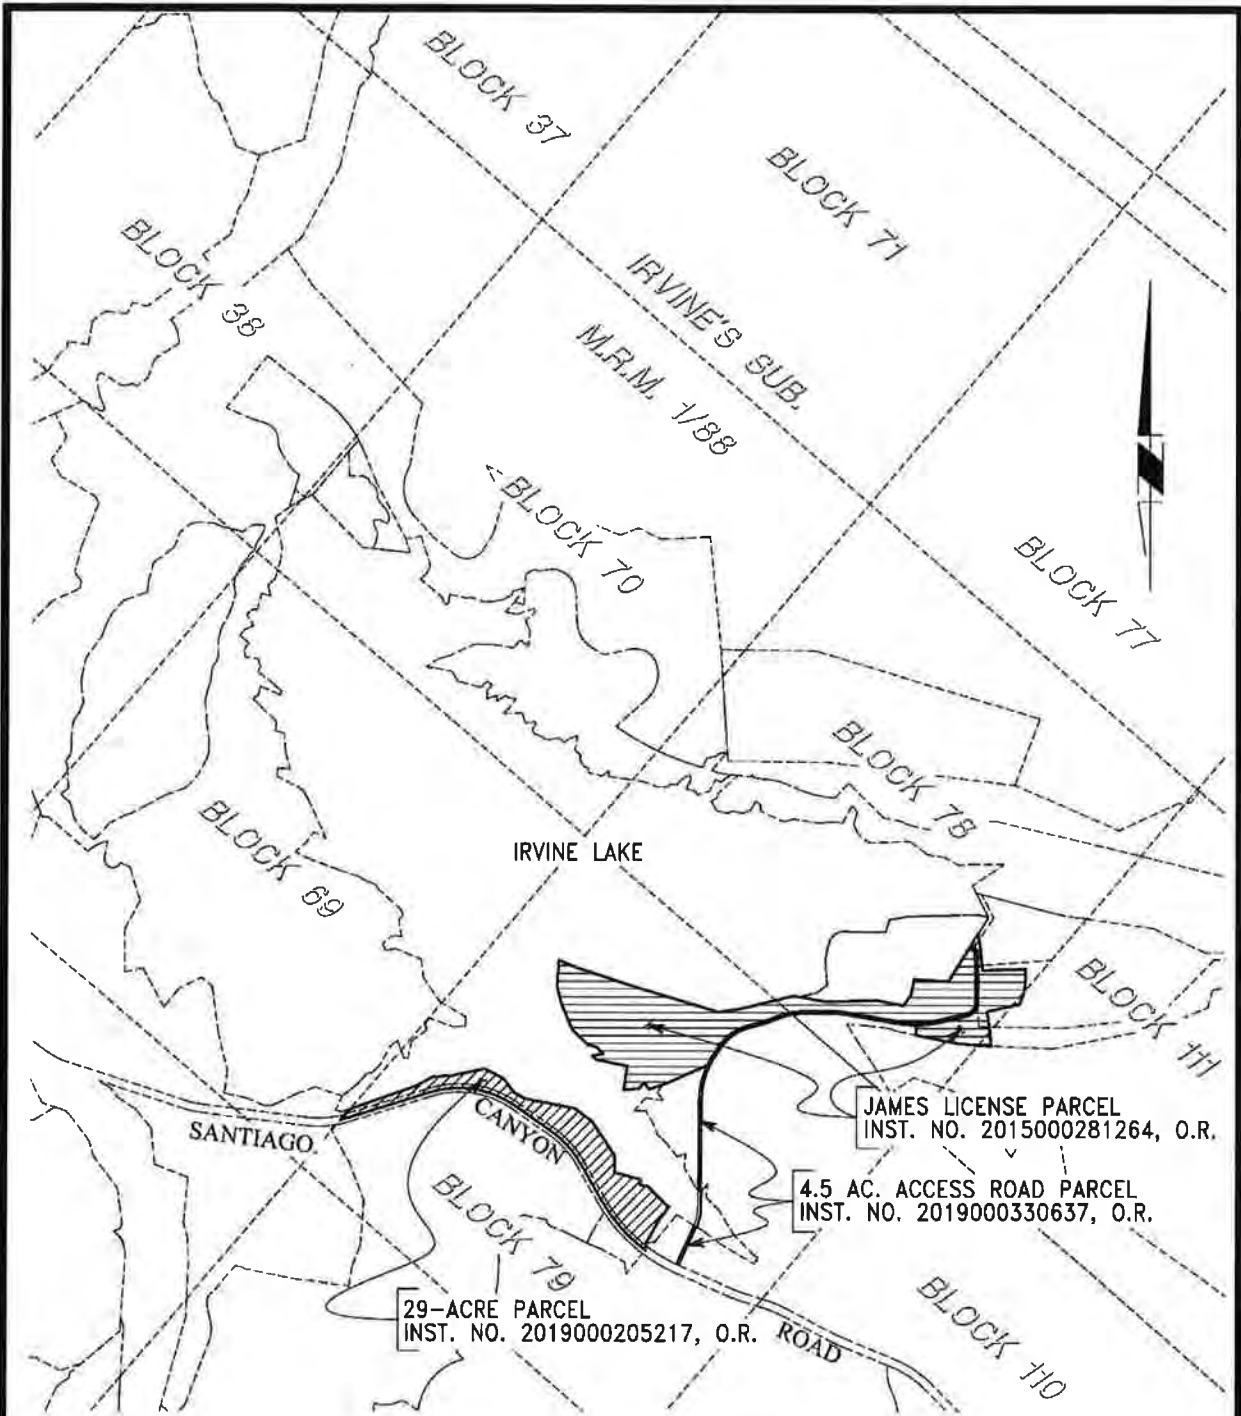 BLOCK 37
BLOCK 71
BLOCK 38
IRVINE'S SUB.
M.R.M. 1/88
BLOCK 70
BLOCK 77
BLOCK 78
BLOCK 69
IRVINE LAKE
BLOCK 111
JAMES LICENSE PARCEL
INST. NO. 2015000281264, O.R.
SANTIAGO
CANYON
4.5 AC. ACCESS ROAD PARCEL
INST. NO. 2019000330637, O.R.
BLOCK 79
29-ACRE PARCEL
INST. NO. 2019000205217, O.R.
ROAD
BLOCK 110